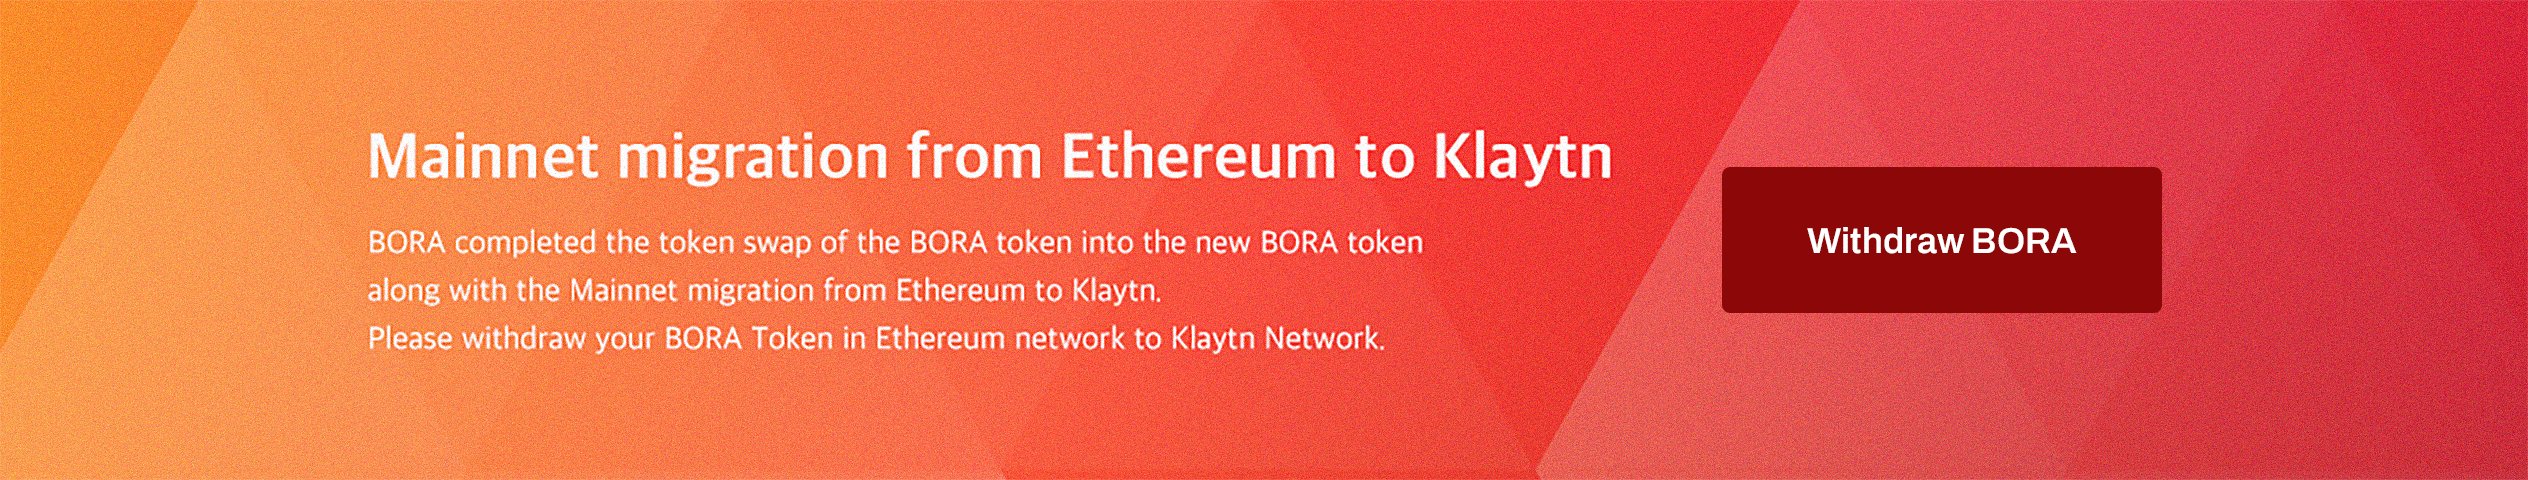 Mainnet migration from Ethereum to Klaytn
BORA completed the token swap of the BORA token into the new BORA token
along with the Mainnet migration from Ethereum to Klaytn.
Please withdraw your BORA Token in Ethereum network to Klaytn Network.
Withdraw BORA